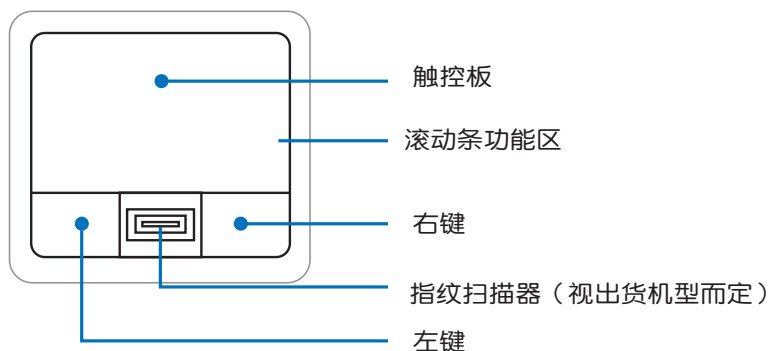 触控板
滚动条功能区
右键
指纹扫描器（视出货机型而定）
左键